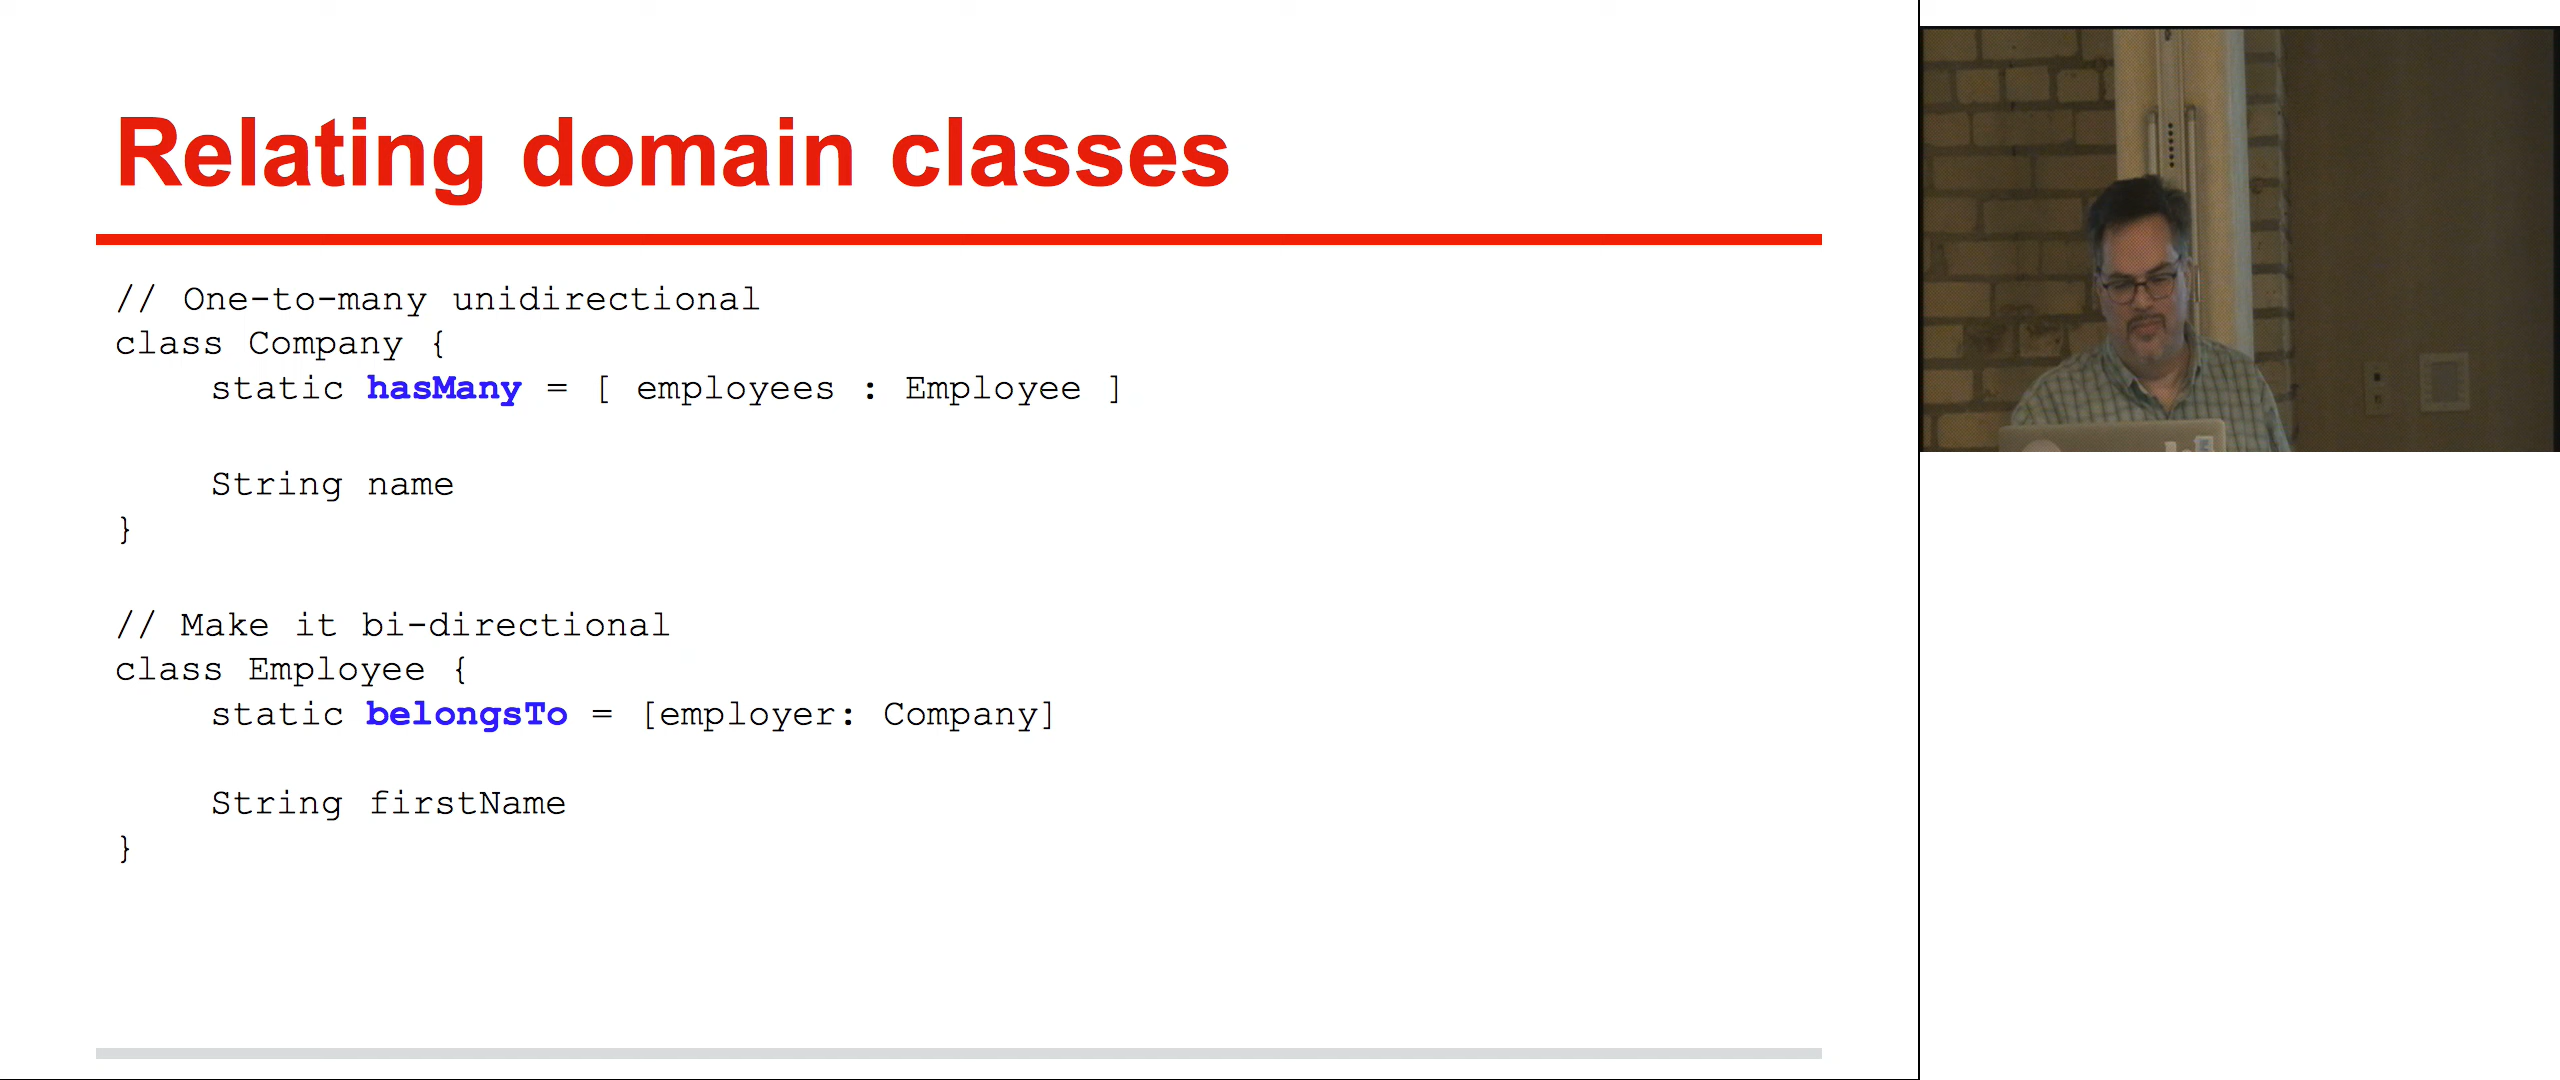 Relating domain classes
// One-to-many unidirectional
class Company {
static hasMany = [ employees : Employee ]
String name
}
// Make it bi-directional
class Employee {
static belongsTo = [employer: Company]
String firstName
}